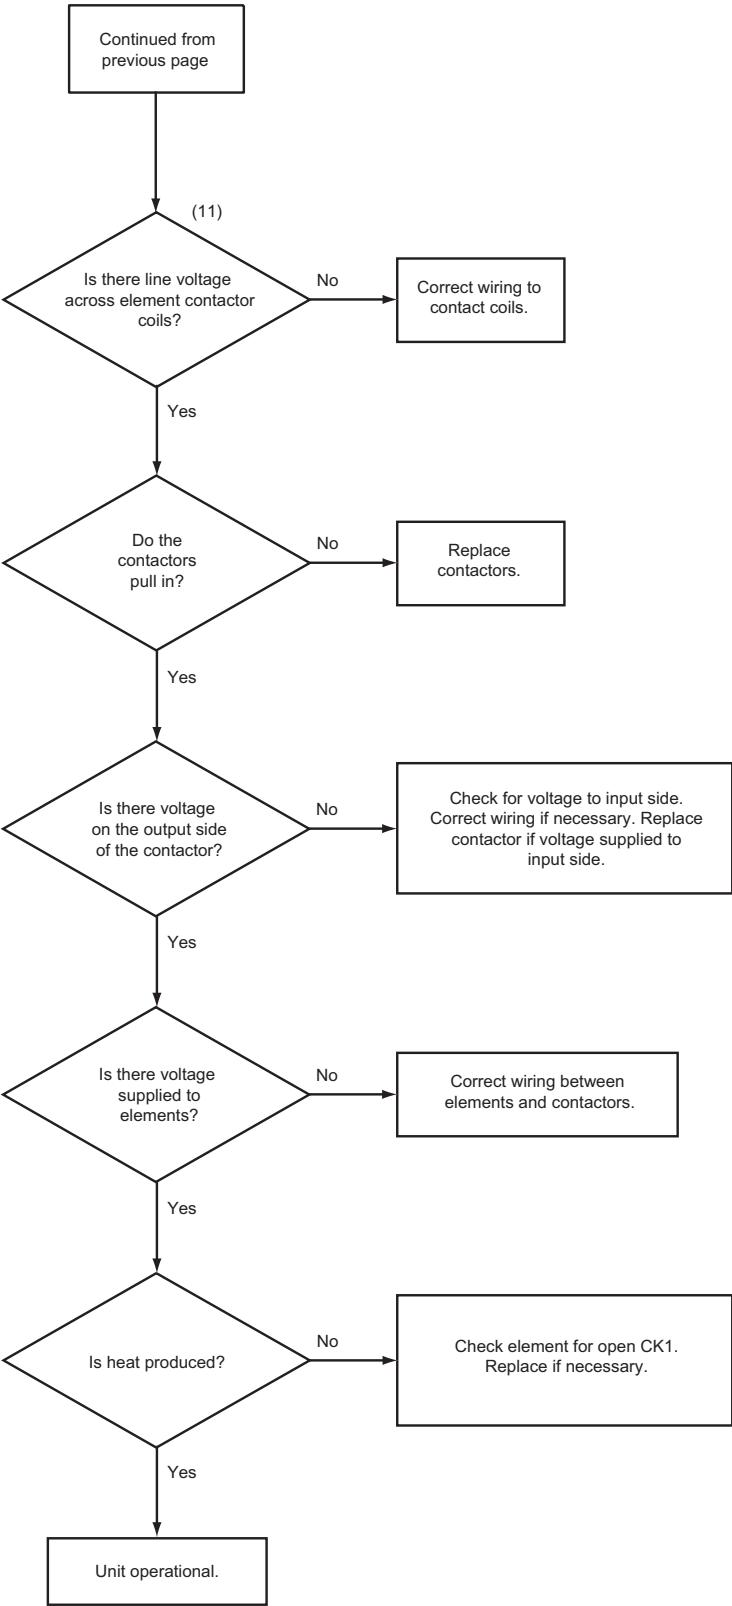 Continued from
previous page
(11)
Is there line voltage
across element contactor
coils?
No
Correct wiring to
contact coils.
Yes
Do the
contactors
pull in?
No
Replace
contactors.
Yes
Is there voltage
on the output side
of the contactor?
No
Check for voltage to input side.
Correct wiring if necessary. Replace
contactor if voltage supplied to
input side.
Yes
Is there voltage
supplied to
elements?
No
Correct wiring between
elements and contactors.
Yes
Is heat produced?
No
Check element for open CK1.
Replace if necessary.
Yes
Unit operational.